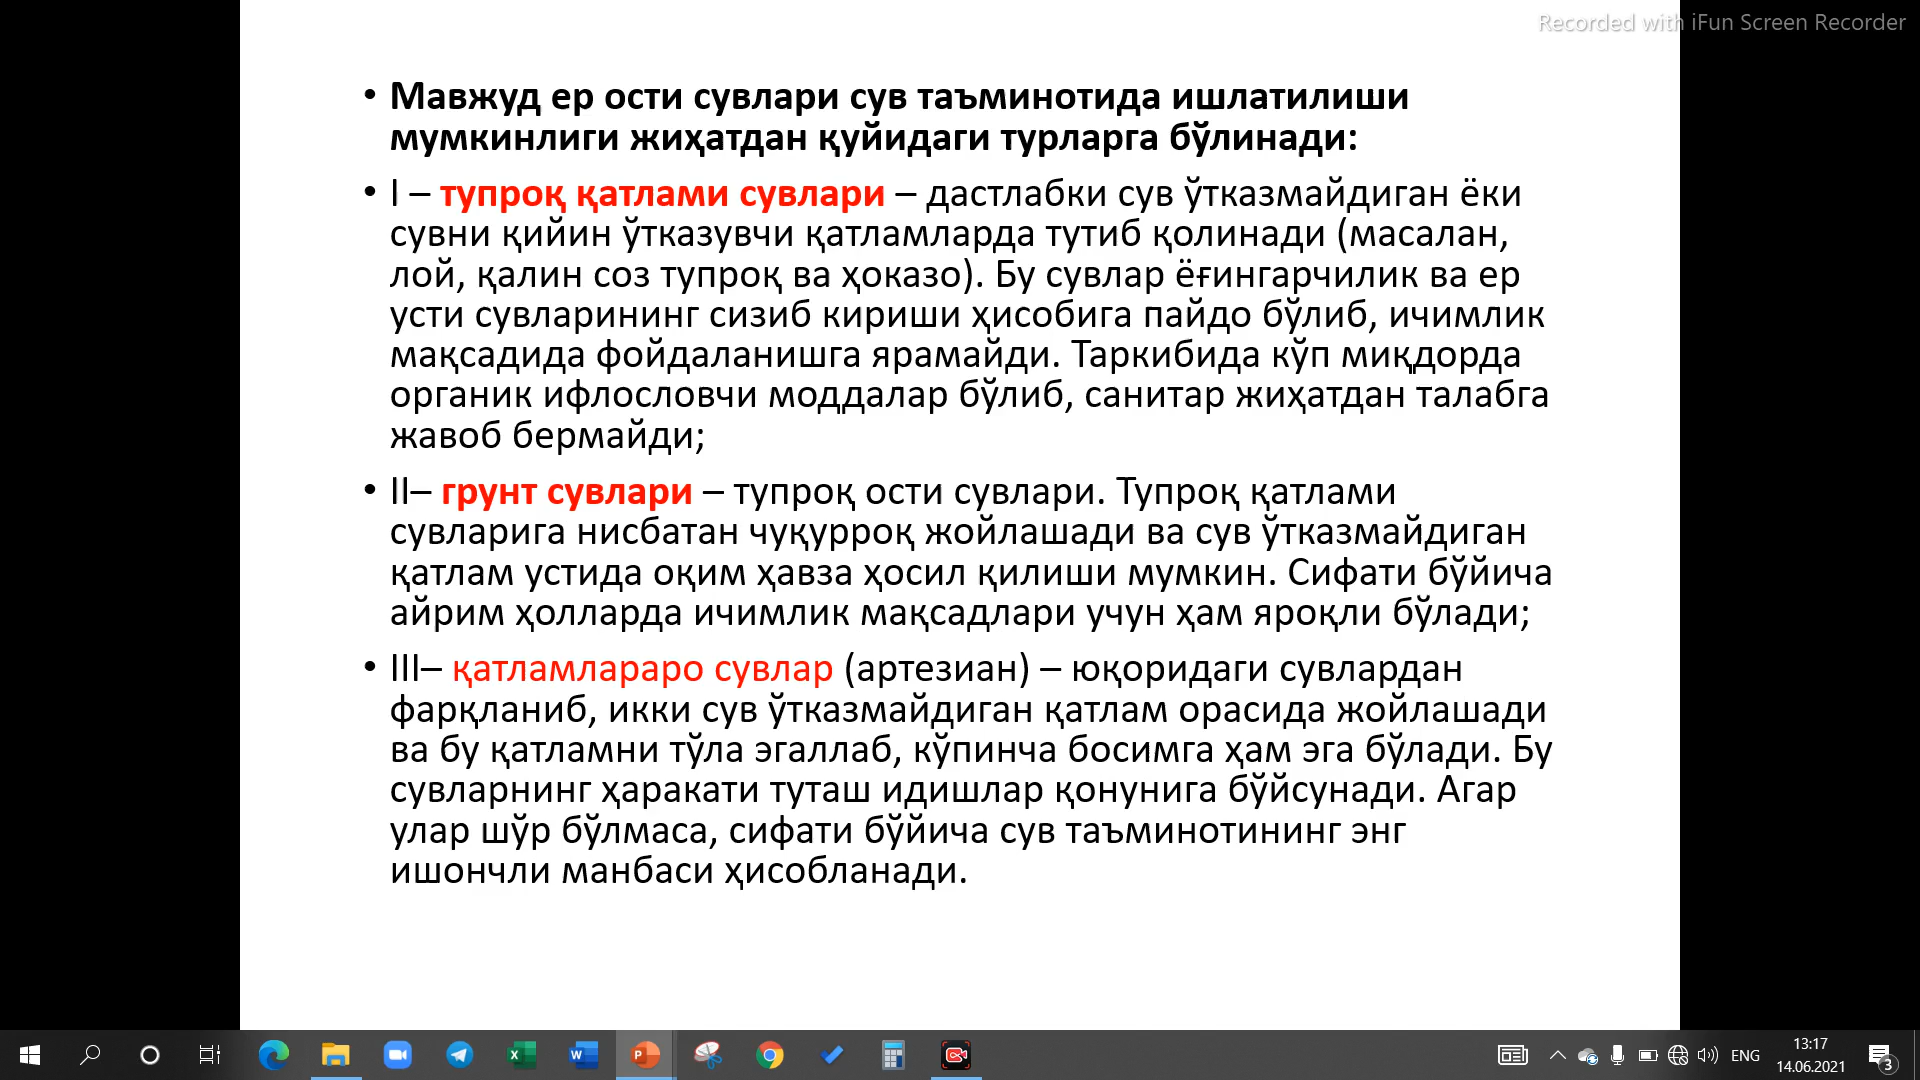 Recorded with iFun Screen Recorder
• Мавжуд ер ости сувлари сув таъминотида ишлатилиши
мумкинлиги жиҳатдан қуйидаги турларга бўлинади:
• I – тупроқ қатлами сувлари – дастлабки сув ўтказмайдиган ёки
сувни қийин ўтказувчи қатламларда тутиб қолинади (масалан,
лой, қалин соз тупроқ ва ҳоказо). Бу сувлар ёғингарчилик ва ер
усти сувларининг сизиб кириши ҳисобига пайдо бўлиб, ичимлик
мақсадида фойдаланишга ярамайди. Таркибида кўп миқдорда
органик ифлословчи моддалар бўлиб, санитар жиҳатдан талабга
жавоб бермайди;
• II– грунт сувлари – тупроқ ости сувлари. Тупроқ қатлами
сувларига нисбатан чуқурроқ жойлашади ва сув ўтказмайдиган
қатлам устида оқим ҳавза ҳосил қилиши мумкин. Сифати бўйича
айрим ҳолларда ичимлик мақсадлари учун ҳам яроқли бўлади;
• III– қатламлараро сувлар (артезиан) – юқоридаги сувлардан
фарқланиб, икки сув ўтказмайдиган қатлам орасида жойлашади
ва бу қатламни тўла эгаллаб, кўпинча босимга ҳам эга бўлади. Бу
сувларнинг ҳаракати туташ идишлар қонунига бўйсунади. Агар
улар шўр бўлмаса, сифати бўйича сув таъминотининг энг
ишончли манбаси ҳисобланади.
ENG
13:17
14.06.2021
3